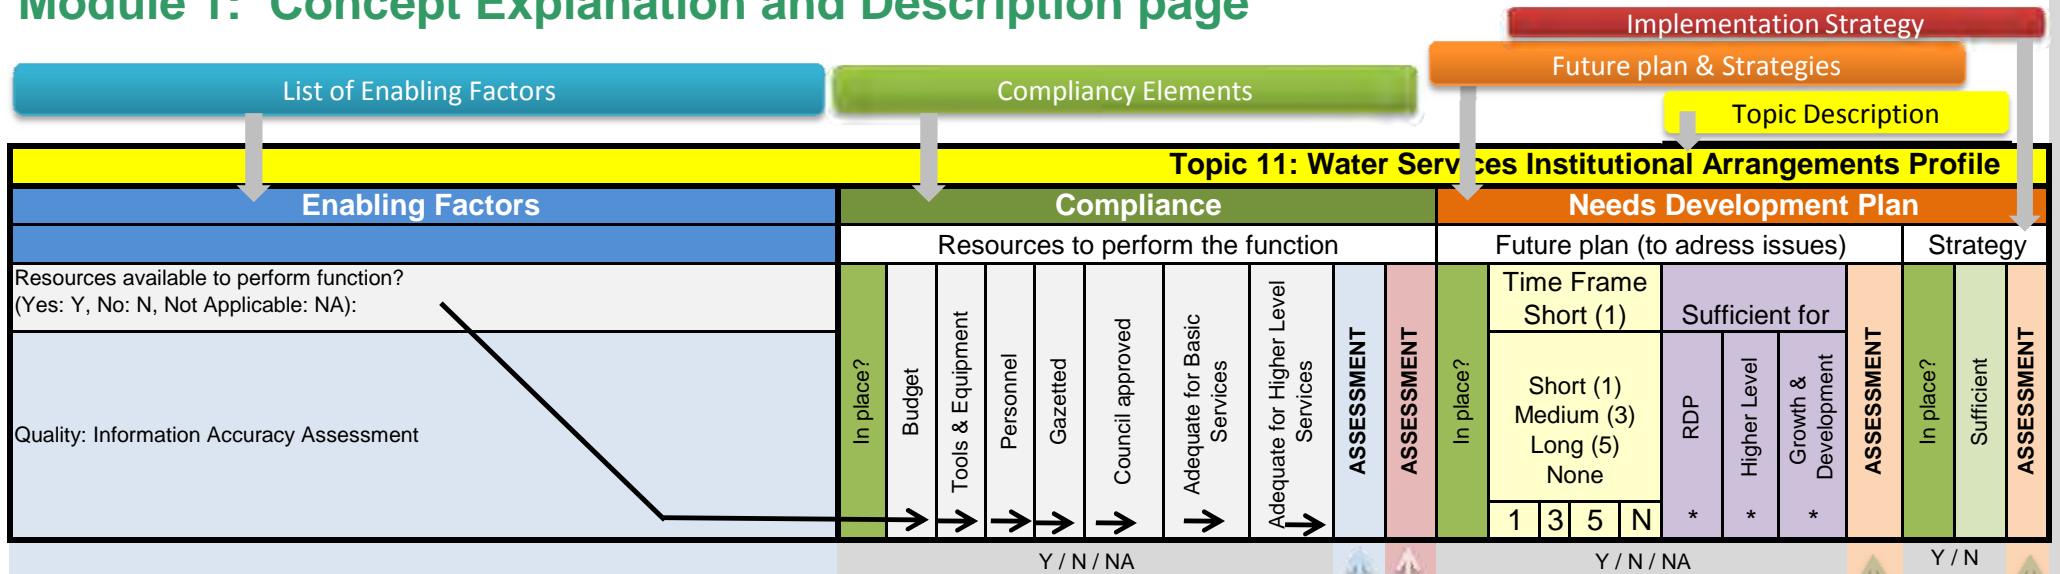 Module 1:  Concept Explanation and Description page
Implementation Strategy
Future plan & Strategies
List of Enabling Factors
Compliancy Elements
Topic Description
Topic 11: Water Services Institutional Arrangements Profile
Enabling Factors
Compliance
Needs Development Plan
Resources to perform the function
Future plan (to adress issues)
Strategy
Resources available to perform function?
(Yes: Y, No: N, Not Applicable: NA):
Quality: Information Accuracy Assessment
In place?
Budget
Tools & Equipment
Personnel
Gazetted
Council approved
Adequate for Basic
Services
Adequate for Higher Level
Services
ASSESSMENT
ASSESSMENT
In place?
Time Frame
Short (1)
Short (1)
Medium (3)
Long (5)
None
1 3 5 N
Sufficient for
RDP
Higher Level
Growth &
Development
* * *
ASSESSMENT
In place?
Sufficient
ASSESSMENT
Y / N / NA
Y / N / NA
Y / N